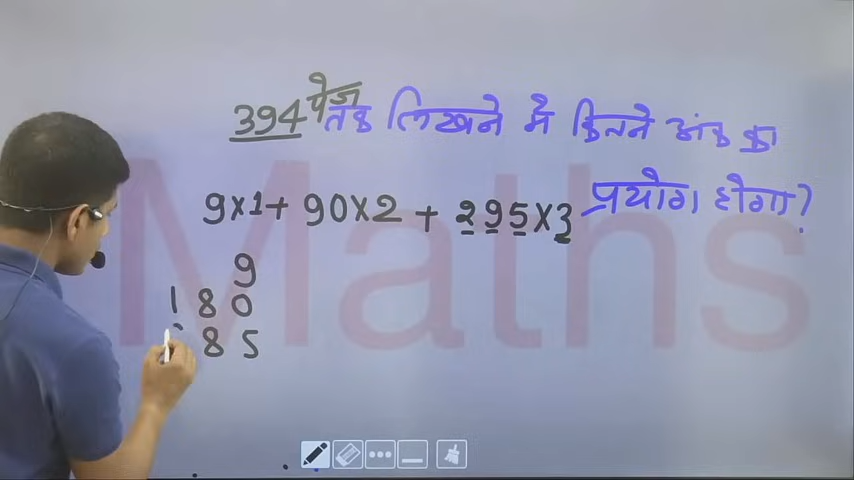 394 पेज तक लिखने में कितने अंक का
प्रयोग होगा?
9x1+ 90x2 + 295x3
9
180
85
Maths